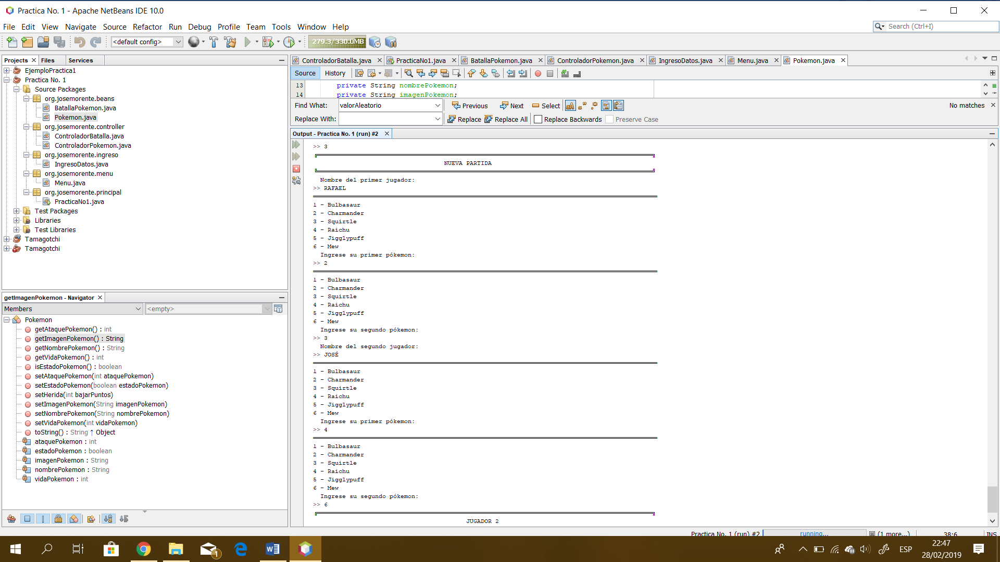 Practica No. 1 - Apache NetBeans IDE 10.0
File Edit View Navigate Source Refactor Run Debug Profile Team Tools Window Help
Search (Ctrl+I)
<default config>
279.3/330.0MB
Projects Files Services
EjemploPractica1
Practica No. 1
Source Packages
org.josemorente.beans
BatallaPokemon.java
Pokemon.java
org.josemorente.controller
ControladorBatalla.java
ControladorPokemon.java
org.josemorente.ingreso
IngresoDatos.java
org.josemorente.menu
Menu.java
org.josemorente.principal
PracticaNo1.java
Test Packages
Libraries
Test Libraries
Tamagotchi
Tamagotchi
getImagenPokemon - Navigator
Members
<empty>
Pokemon
getAtaquePokemon() : int
getImagenPokemon() : String
getNombrePokemon() : String
getVidaPokemon() : int
isEstadoPokemon() : boolean
setAtaquePokemon(int ataquePokemon)
setEstadoPokemon(boolean estadoPokemon)
setHerida(int bajarPuntos)
setImagenPokemon(String imagenPokemon)
setNombrePokemon(String nombrePokemon)
setVidaPokemon(int vidaPokemon)
toString() : String ↑ Object
ataquePokemon : int
estadoPokemon : boolean
imagenPokemon : String
nombrePokemon : String
vidaPokemon : int
ControladorBatalla.java PracticaNo1.java BatallaPokemon.java ControladorPokemon.java IngresoDatos.java Menu.java Pokemon.java
Source History
13 private String nombrePokemon;
14 private String imagenPokemon;
Find What: valorAleatorio Previous Next Select No matches
Replace With: Replace Replace All Replace Backwards Preserve Case
Output - Practica No. 1 (run) #2
>> 3
NUEVA PARTIDA
Nombre del primer jugador:
>> RAFAEL
1 - Bulbasaur
2 - Charmander
3 - Squirtle
4 - Raichu
5 - Jigglypuff
6 - Mew
Ingrese su primer pókemon:
>> 2
1 - Bulbasaur
2 - Charmander
3 - Squirtle
4 - Raichu
5 - Jigglypuff
6 - Mew
Ingrese su segundo pókemon:
>> 3
Nombre del segundo jugador:
>> JOSÉ
1 - Bulbasaur
2 - Charmander
3 - Squirtle
4 - Raichu
5 - Jigglypuff
6 - Mew
Ingrese su primer pókemon:
>> 4
1 - Bulbasaur
2 - Charmander
3 - Squirtle
4 - Raichu
5 - Jigglypuff
6 - Mew
Ingrese su segundo pókemon:
>> 6
JUGADOR 2
Practica No. 1 (run) #2 running... (1 more...) 38:6 INS
1
ESP
22:47
28/02/2019